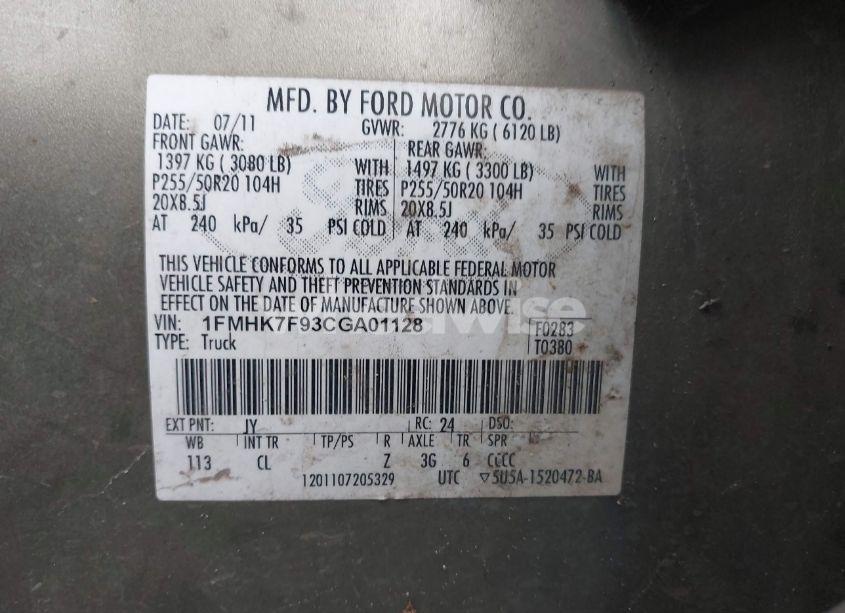 MFD. BY FORD MOTOR CO.
DATE: 07/11 GVWR: 2776 KG ( 6120 LB)
FRONT GAWR: REAR GAWR:
1397 KG ( 3080 LB) WITH 1497 KG ( 3300 LB) WITH
P255/50R20 104H TIRES P255/50R20 104H TIRES
20X8.5J RIMS 20X8.5J RIMS
AT 240 kPa/ 35 PSI COLD AT 240 kPa/ 35 PSI COLD
THIS VEHICLE CONFORMS TO ALL APPLICABLE FEDERAL MOTOR
VEHICLE SAFETY AND THEFT PREVENTION STANDARDS IN
EFFECT ON THE DATE OF MANUFACTURE SHOWN ABOVE.
VIN: 1FMHK7F93CGA01128 F0283
TYPE: Truck T0380
EXT PNT: JY RC: 24 DSO:
WB INT TR TP/PS R AXLE TR SPR
113 CL Z 3G 6 CCCC
1201107205329 UTC ▽5U5A-1520472-BA